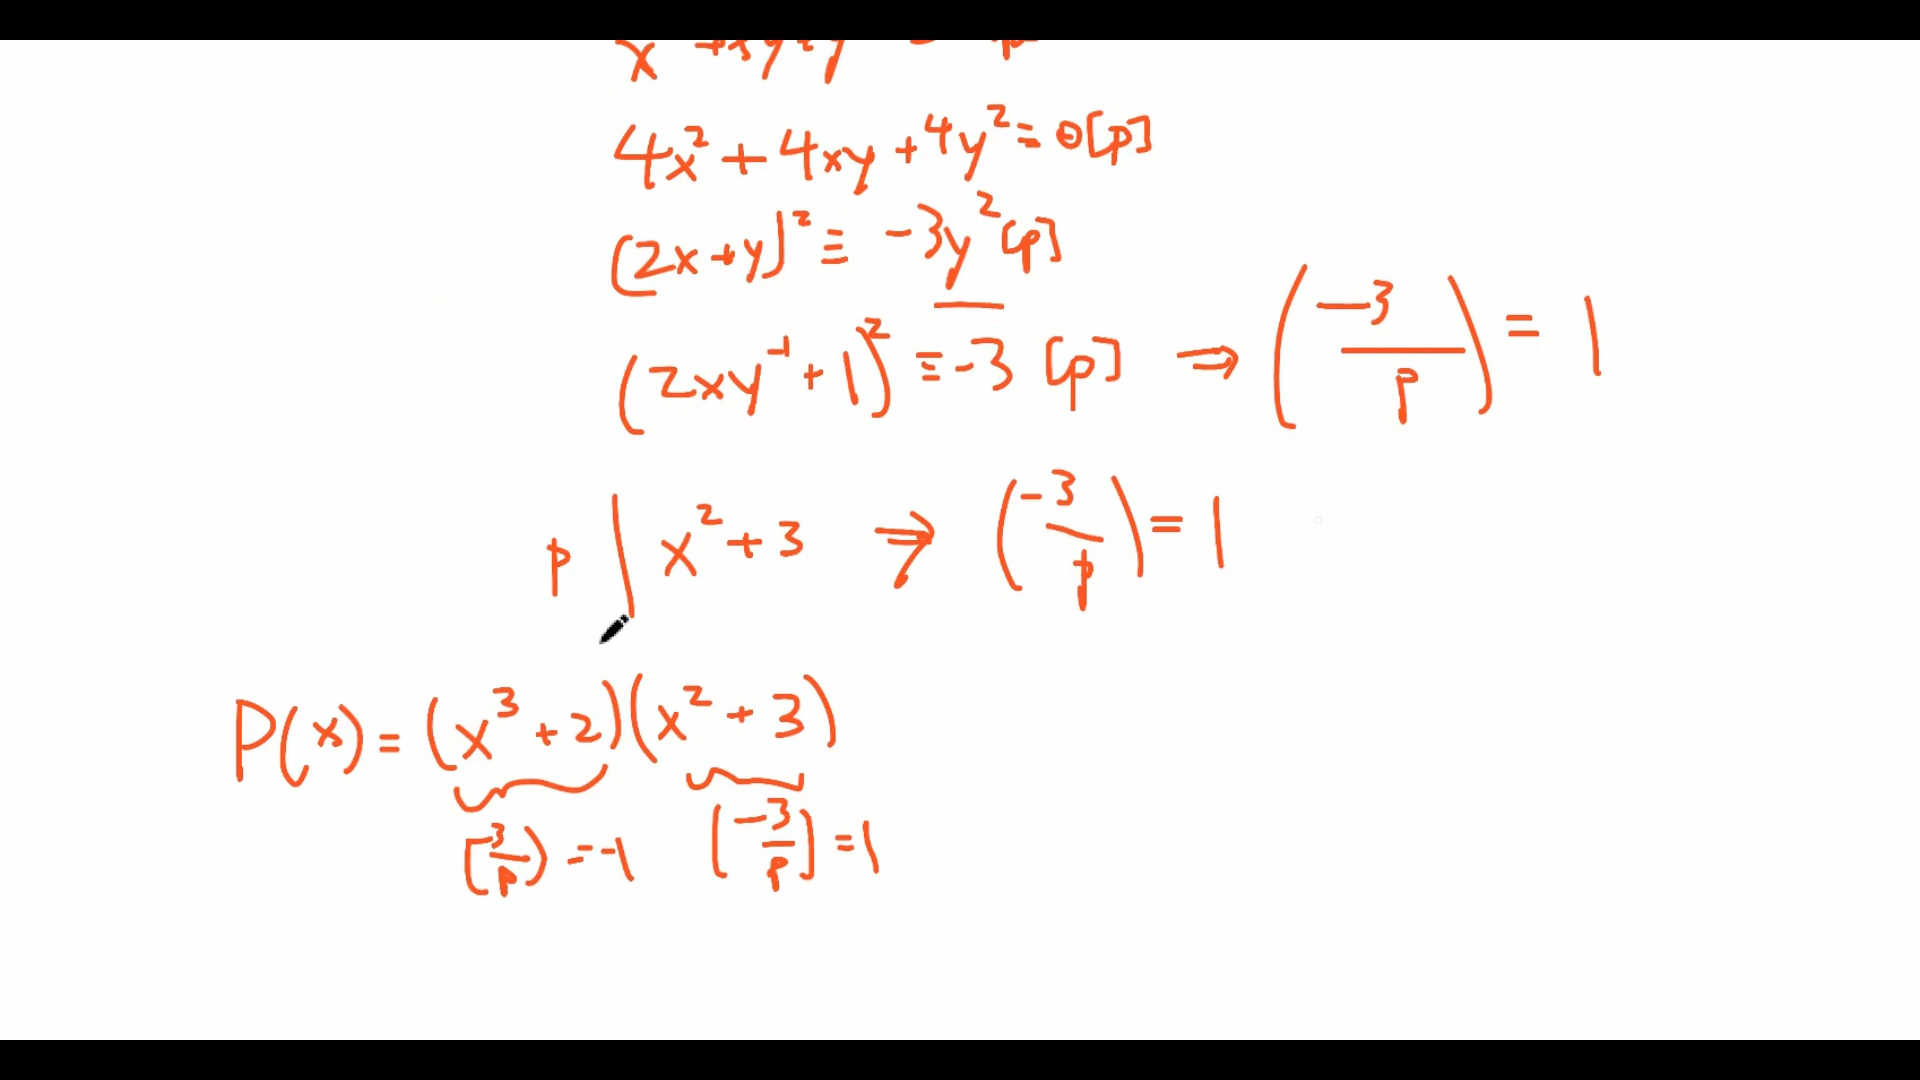 4x² + 4xy + 4y² ≡ 0 [p]
(2x + y)² ≡ -3y² [p]
(2xy⁻¹ + 1)² ≡ -3 [p] ⇒ (-3/p) = 1
p | x² + 3 ⇒ (-3/p) = 1
P(x) = (x³ + 2)(x² + 3)
(-3/p) = -1 (-3/p) = 1